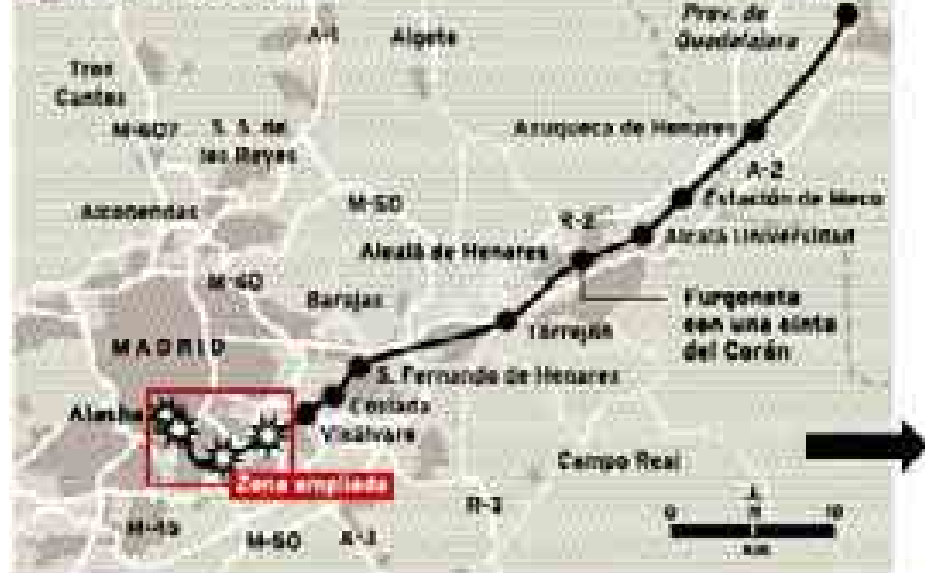 Prov. de
Guadalajara
A-1
Algete
Tres
Cantos
M-607
S. S. de
los Reyes
Azuqueca de Henares
A-2
Estación de Meco
Alcobendas
M-50
R-2
Alcalá Universidad
Alcalá de Henares
M-40
Barajas
Furgoneta
con una cinta
del Corán
Torrejón
MADRID
S. Fernando de Henares
Coslada
Atocha
Vicálvaro
Campo Real
Zona ampliada
R-3
M-45
M-50
A-3
0
10
km